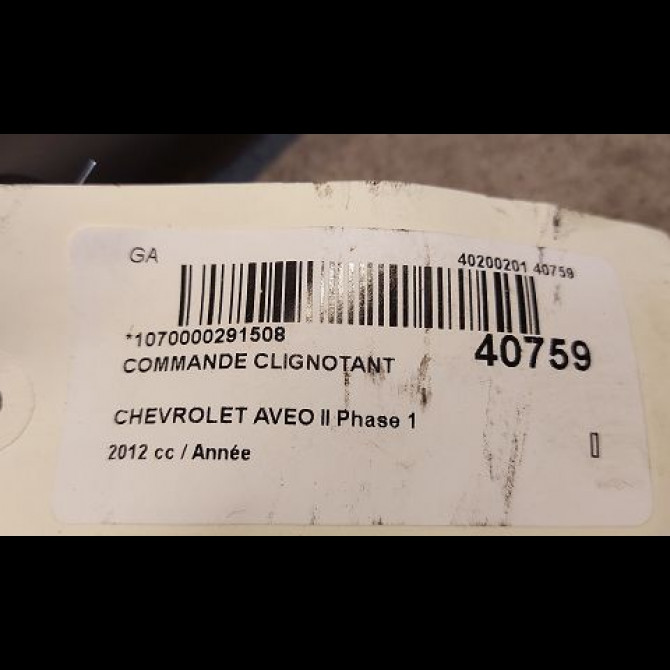 GA
40200201 40759
*1070000291508
40759
COMMANDE CLIGNOTANT
CHEVROLET AVEO II Phase 1
2012 cc / Année